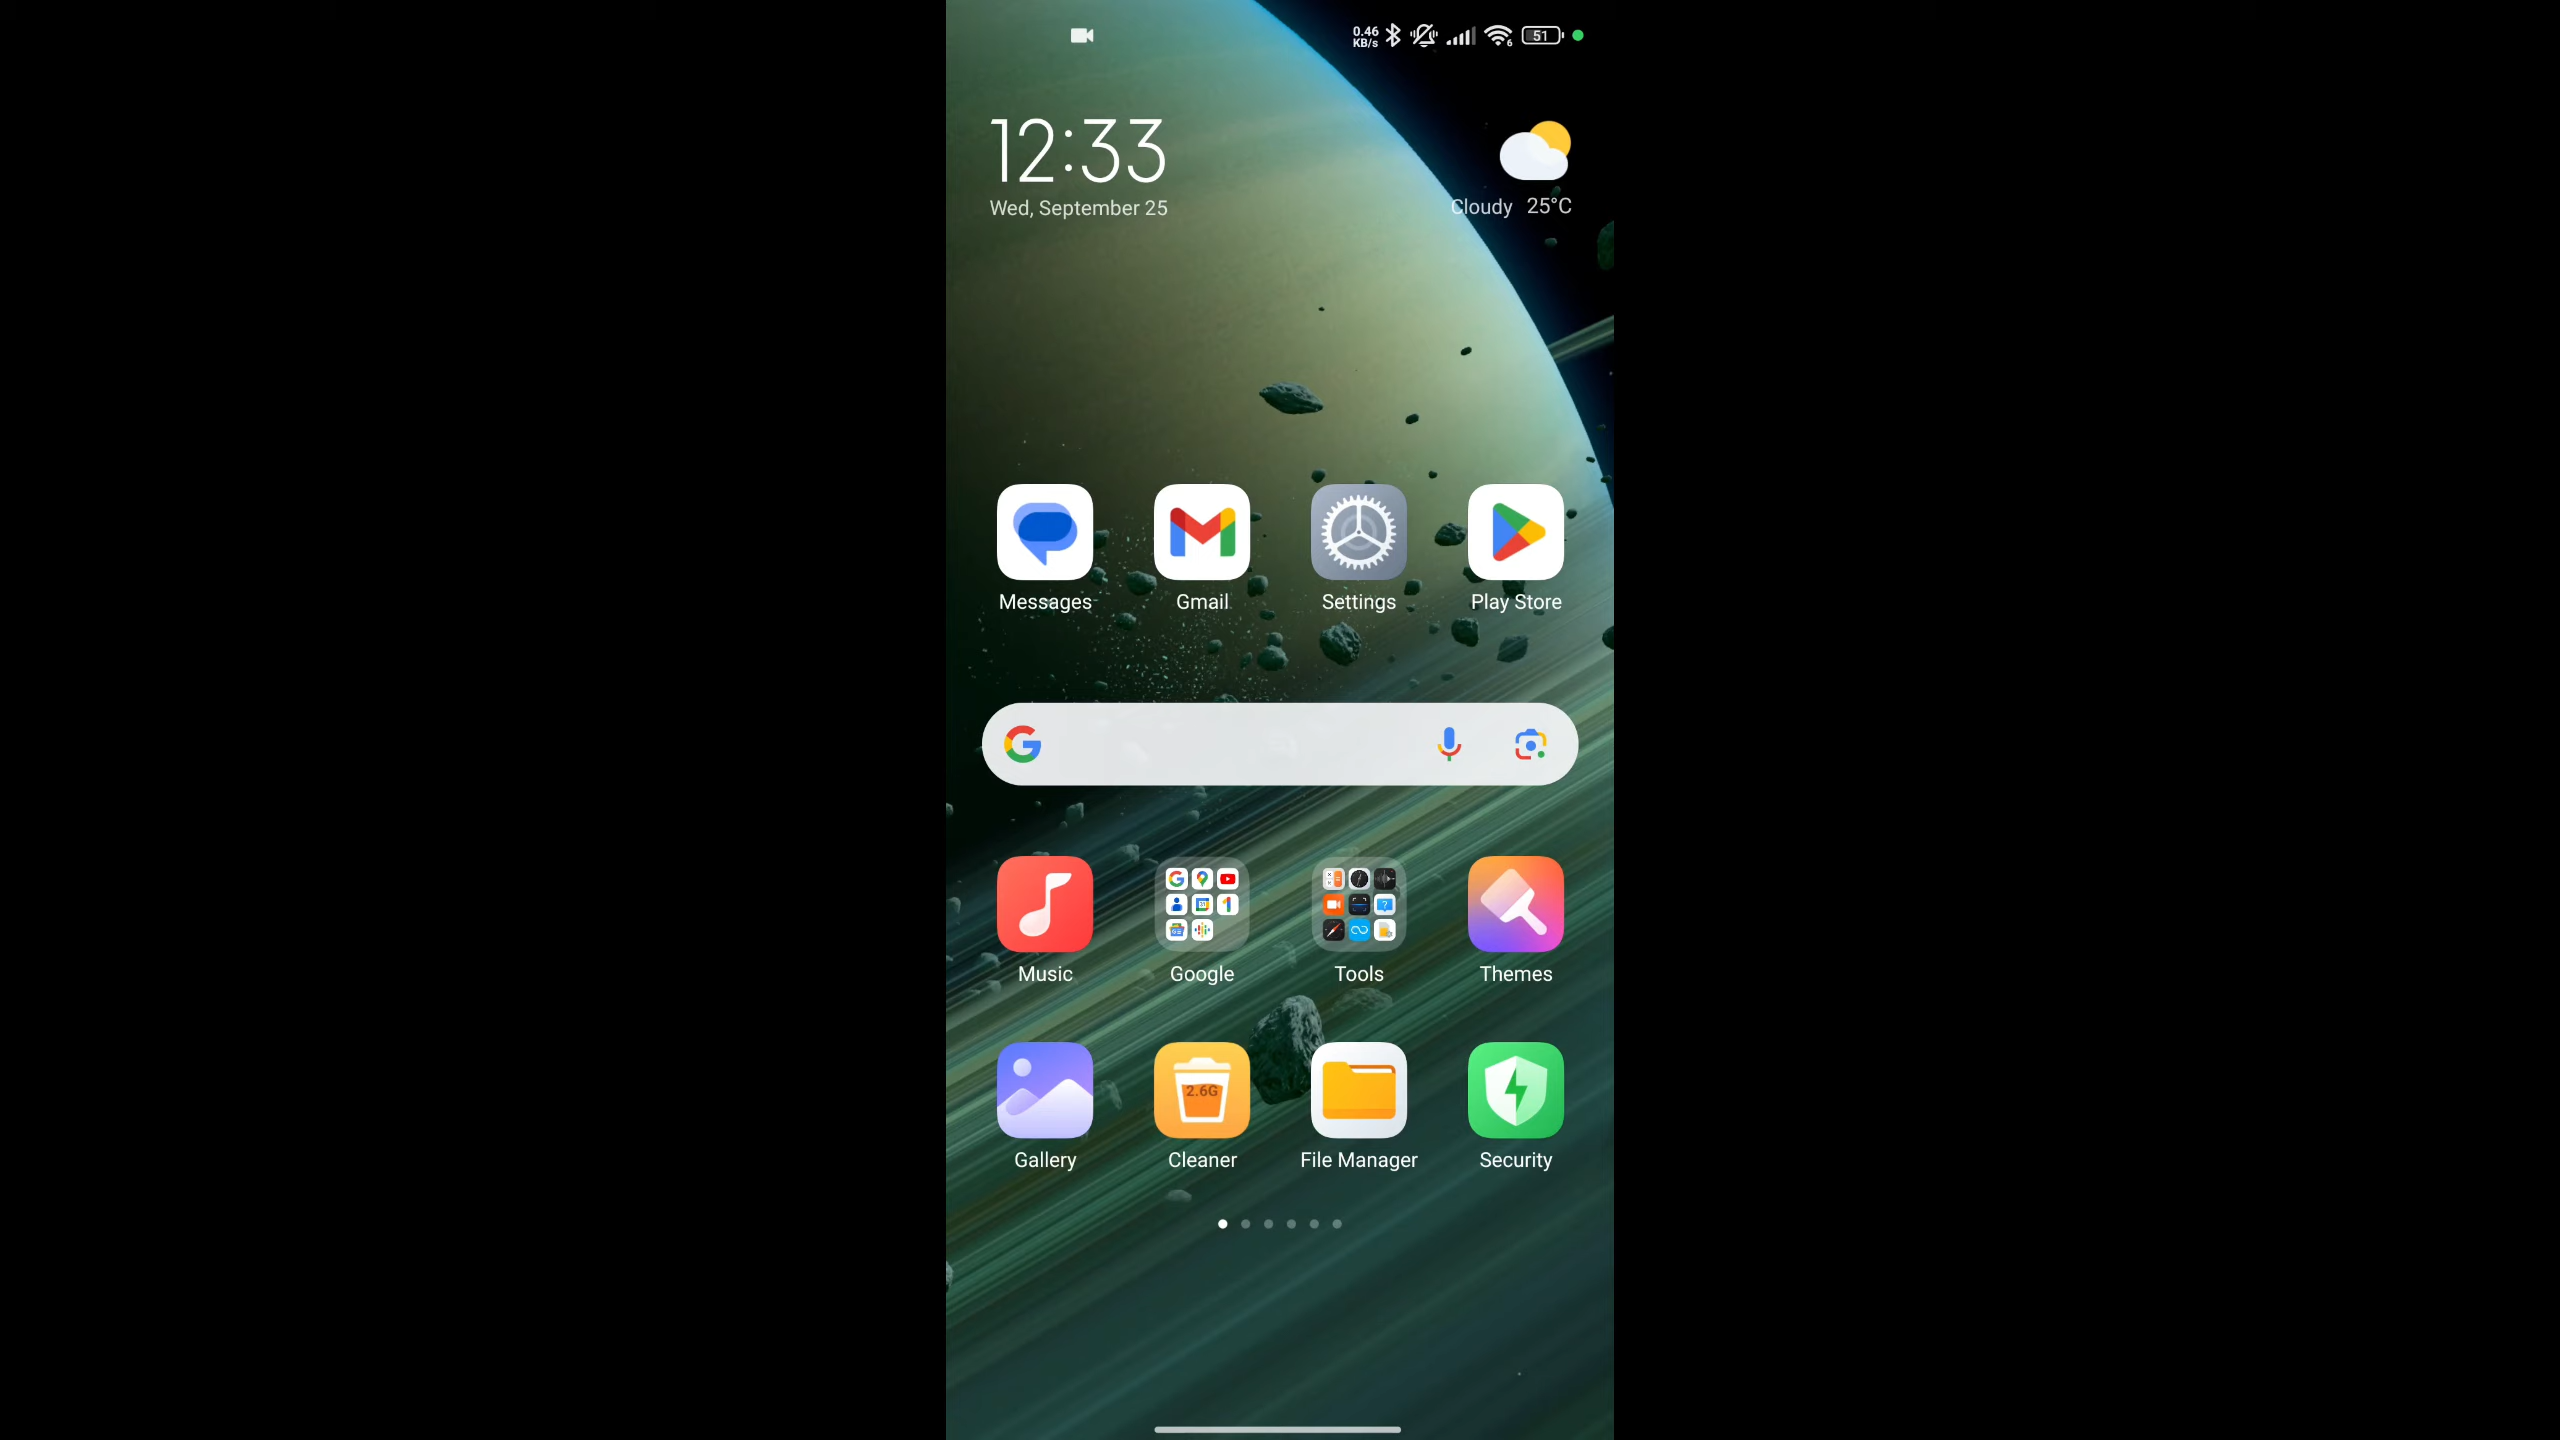 0.46
KB/s
6
51
12:33
Wed, September 25
Cloudy 25°C
Messages Gmail Settings Play Store
Music Google Tools Themes
2.6G
Gallery Cleaner File Manager Security